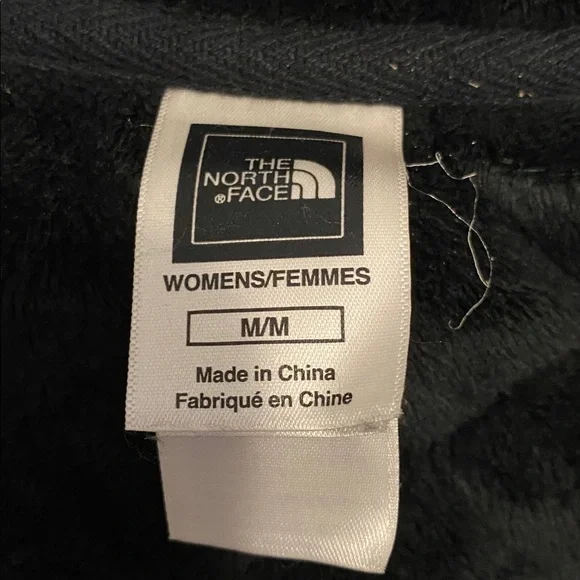 THE
NORTH
®FACE
WOMENS/FEMMES
M/M
Made in China
Fabriqué en Chine